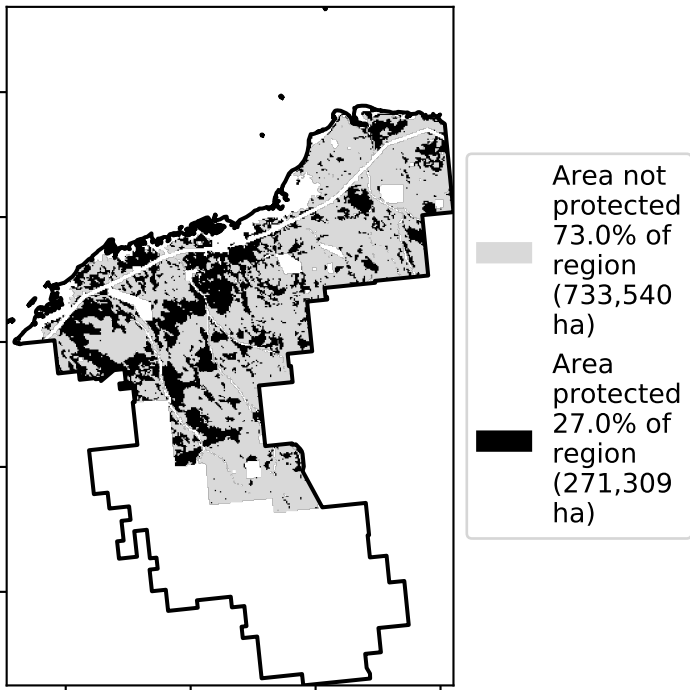 Area not
protected
73.0% of
region
(733,540
ha)
Area
protected
27.0% of
region
(271,309
ha)